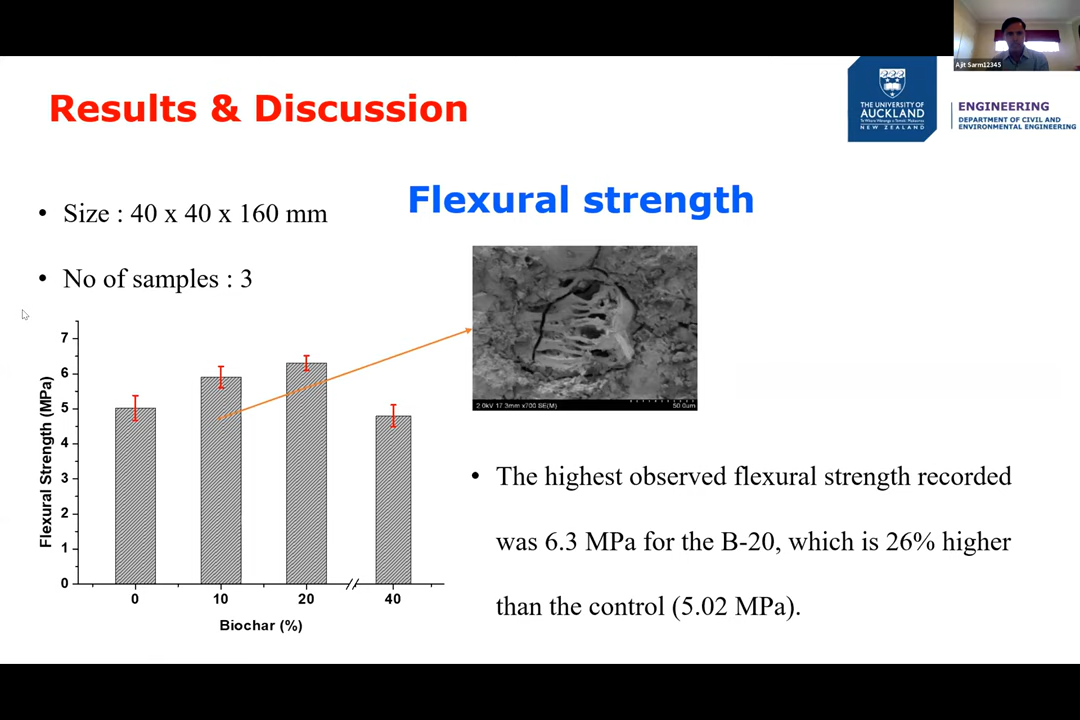 Ajit Sarm12345
Results & Discussion
THE UNIVERSITY OF
AUCKLAND
NEW ZEALAND
ENGINEERING
DEPARTMENT OF CIVIL AND
ENVIRONMENTAL ENGINEERING
• Size : 40 x 40 x 160 mm
Flexural strength
• No of samples : 3
7
6
5
4
3
2
1
0
Flexural Strength (MPa)
0 10 20 40
Biochar (%)
2.0kV 17.3mm x700 SE(M) 50.0um
• The highest observed flexural strength recorded
was 6.3 MPa for the B-20, which is 26% higher
than the control (5.02 MPa).